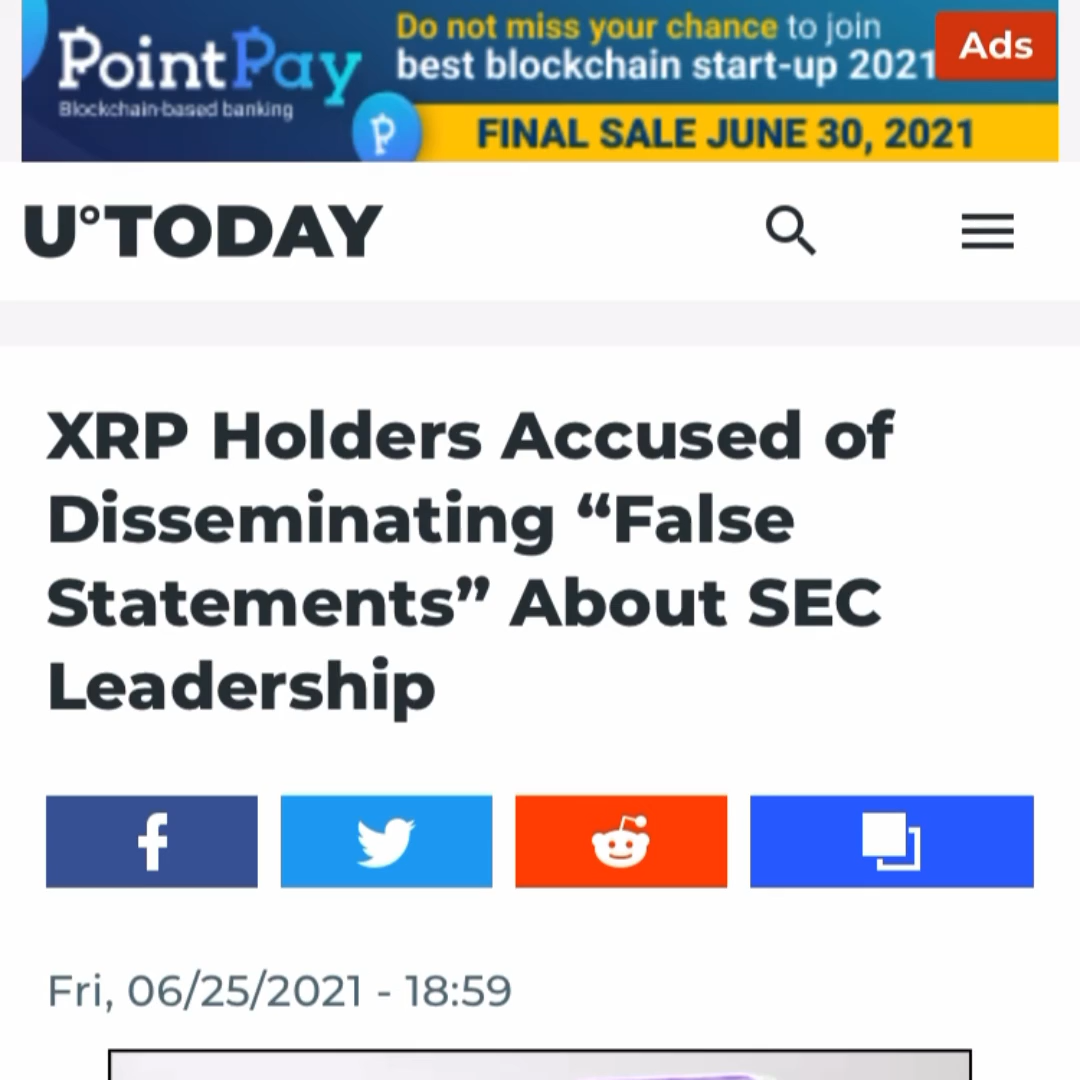 PointPay
Blockchain-based banking
Do not miss your chance to join
best blockchain start-up 2021
Ads
FINAL SALE JUNE 30, 2021
U°TODAY
XRP Holders Accused of
Disseminating “False
Statements” About SEC
Leadership
Fri, 06/25/2021 - 18:59